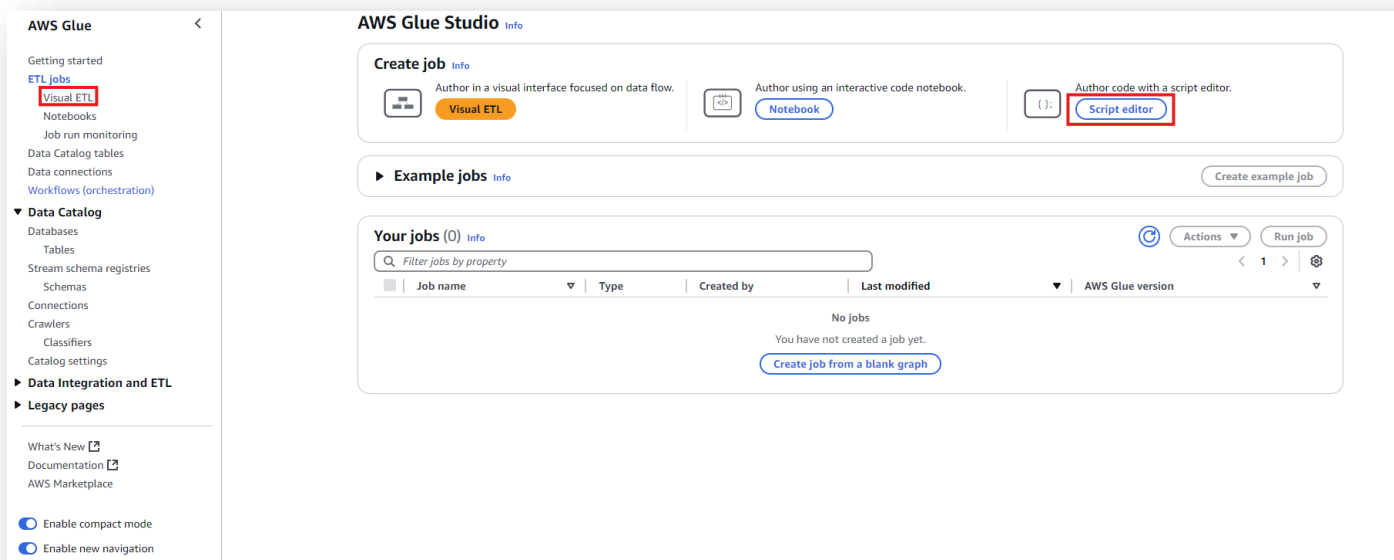 AWS Glue
Getting started
ETL jobs
Visual ETL
Notebooks
Job run monitoring
Data Catalog tables
Data connections
Workflows (orchestration)
Data Catalog
Databases
Tables
Stream schema registries
Schemas
Connections
Crawlers
Classifiers
Catalog settings
Data Integration and ETL
Legacy pages
What's New
Documentation
AWS Marketplace
Enable compact mode
Enable new navigation
AWS Glue Studio Info
Create job Info
Author in a visual interface focused on data flow.
Visual ETL
Author using an interactive code notebook.
Notebook
Author code with a script editor.
Script editor
Example jobs Info
Create example job
Your jobs (0) Info
Actions
Run job
Filter jobs by property
1
Job name Type Created by Last modified AWS Glue version
No jobs
You have not created a job yet.
Create job from a blank graph